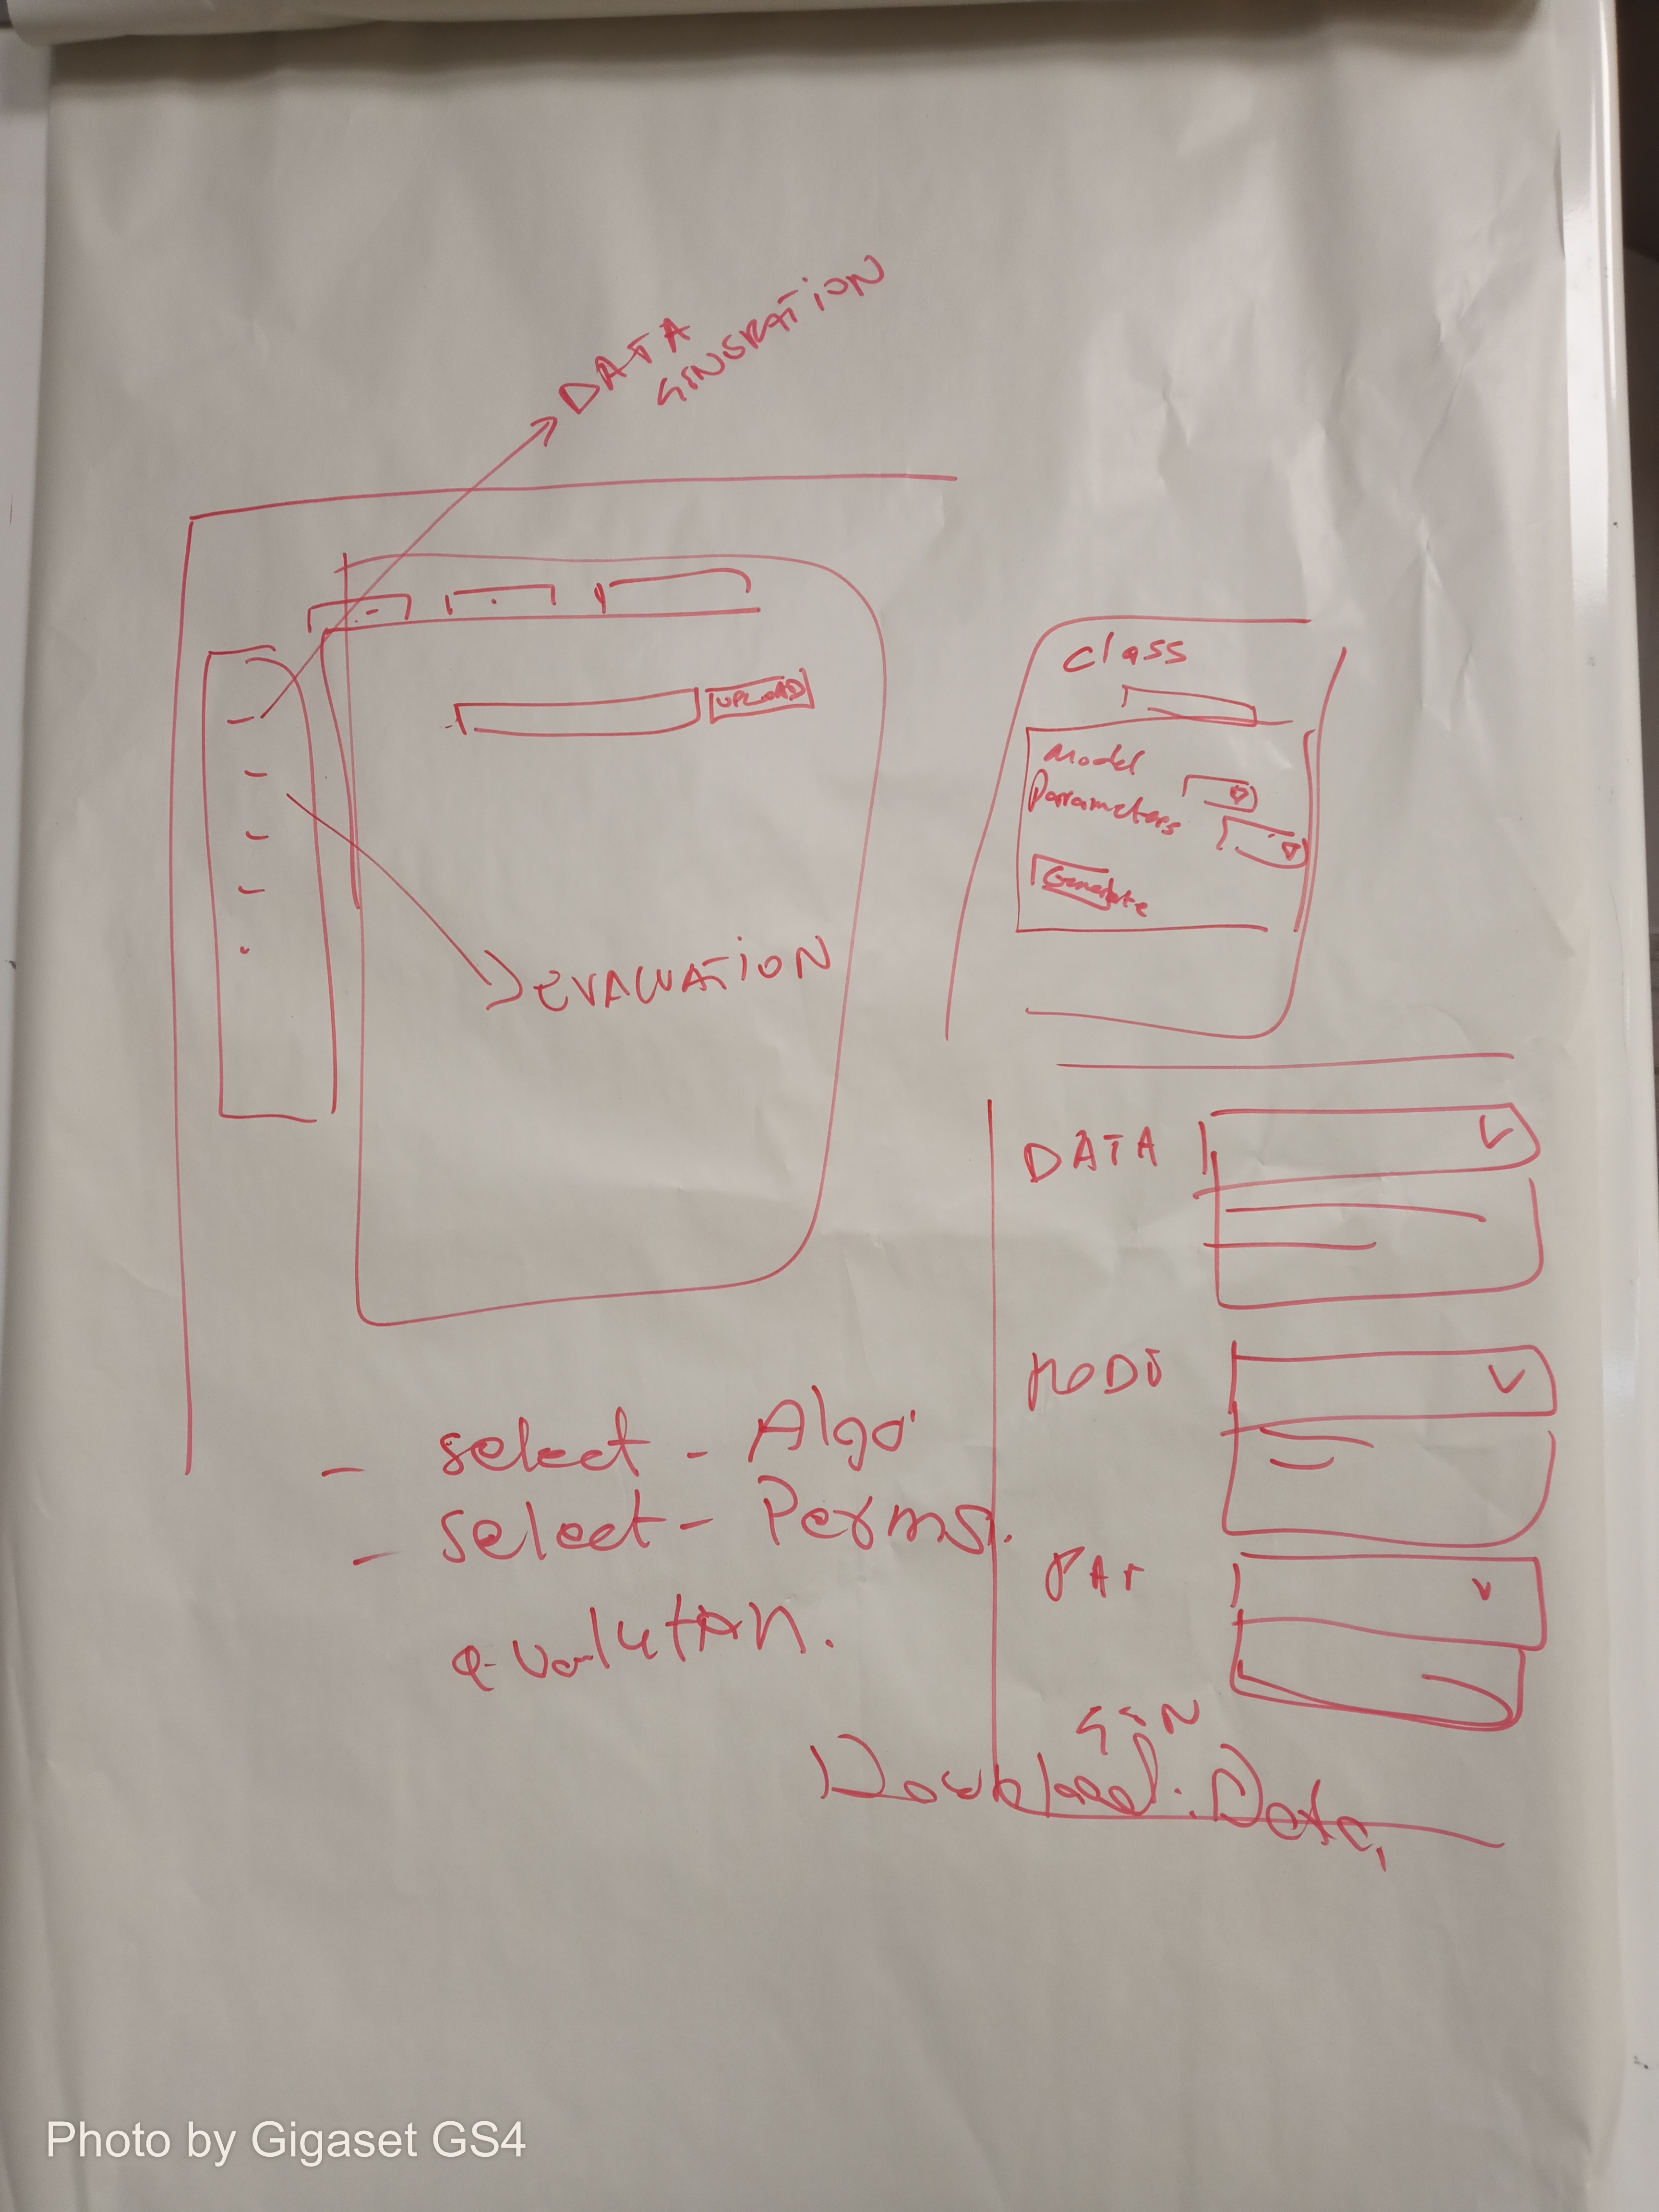 DATA
GENERATION
UPLOAD
EVALUATION
class
Model
Parameters
Generate
DATA
MODE
PAr
GEN
- select - Algo
- select - Perms.
evalutan.
Download. Data,
Photo by Gigaset GS4